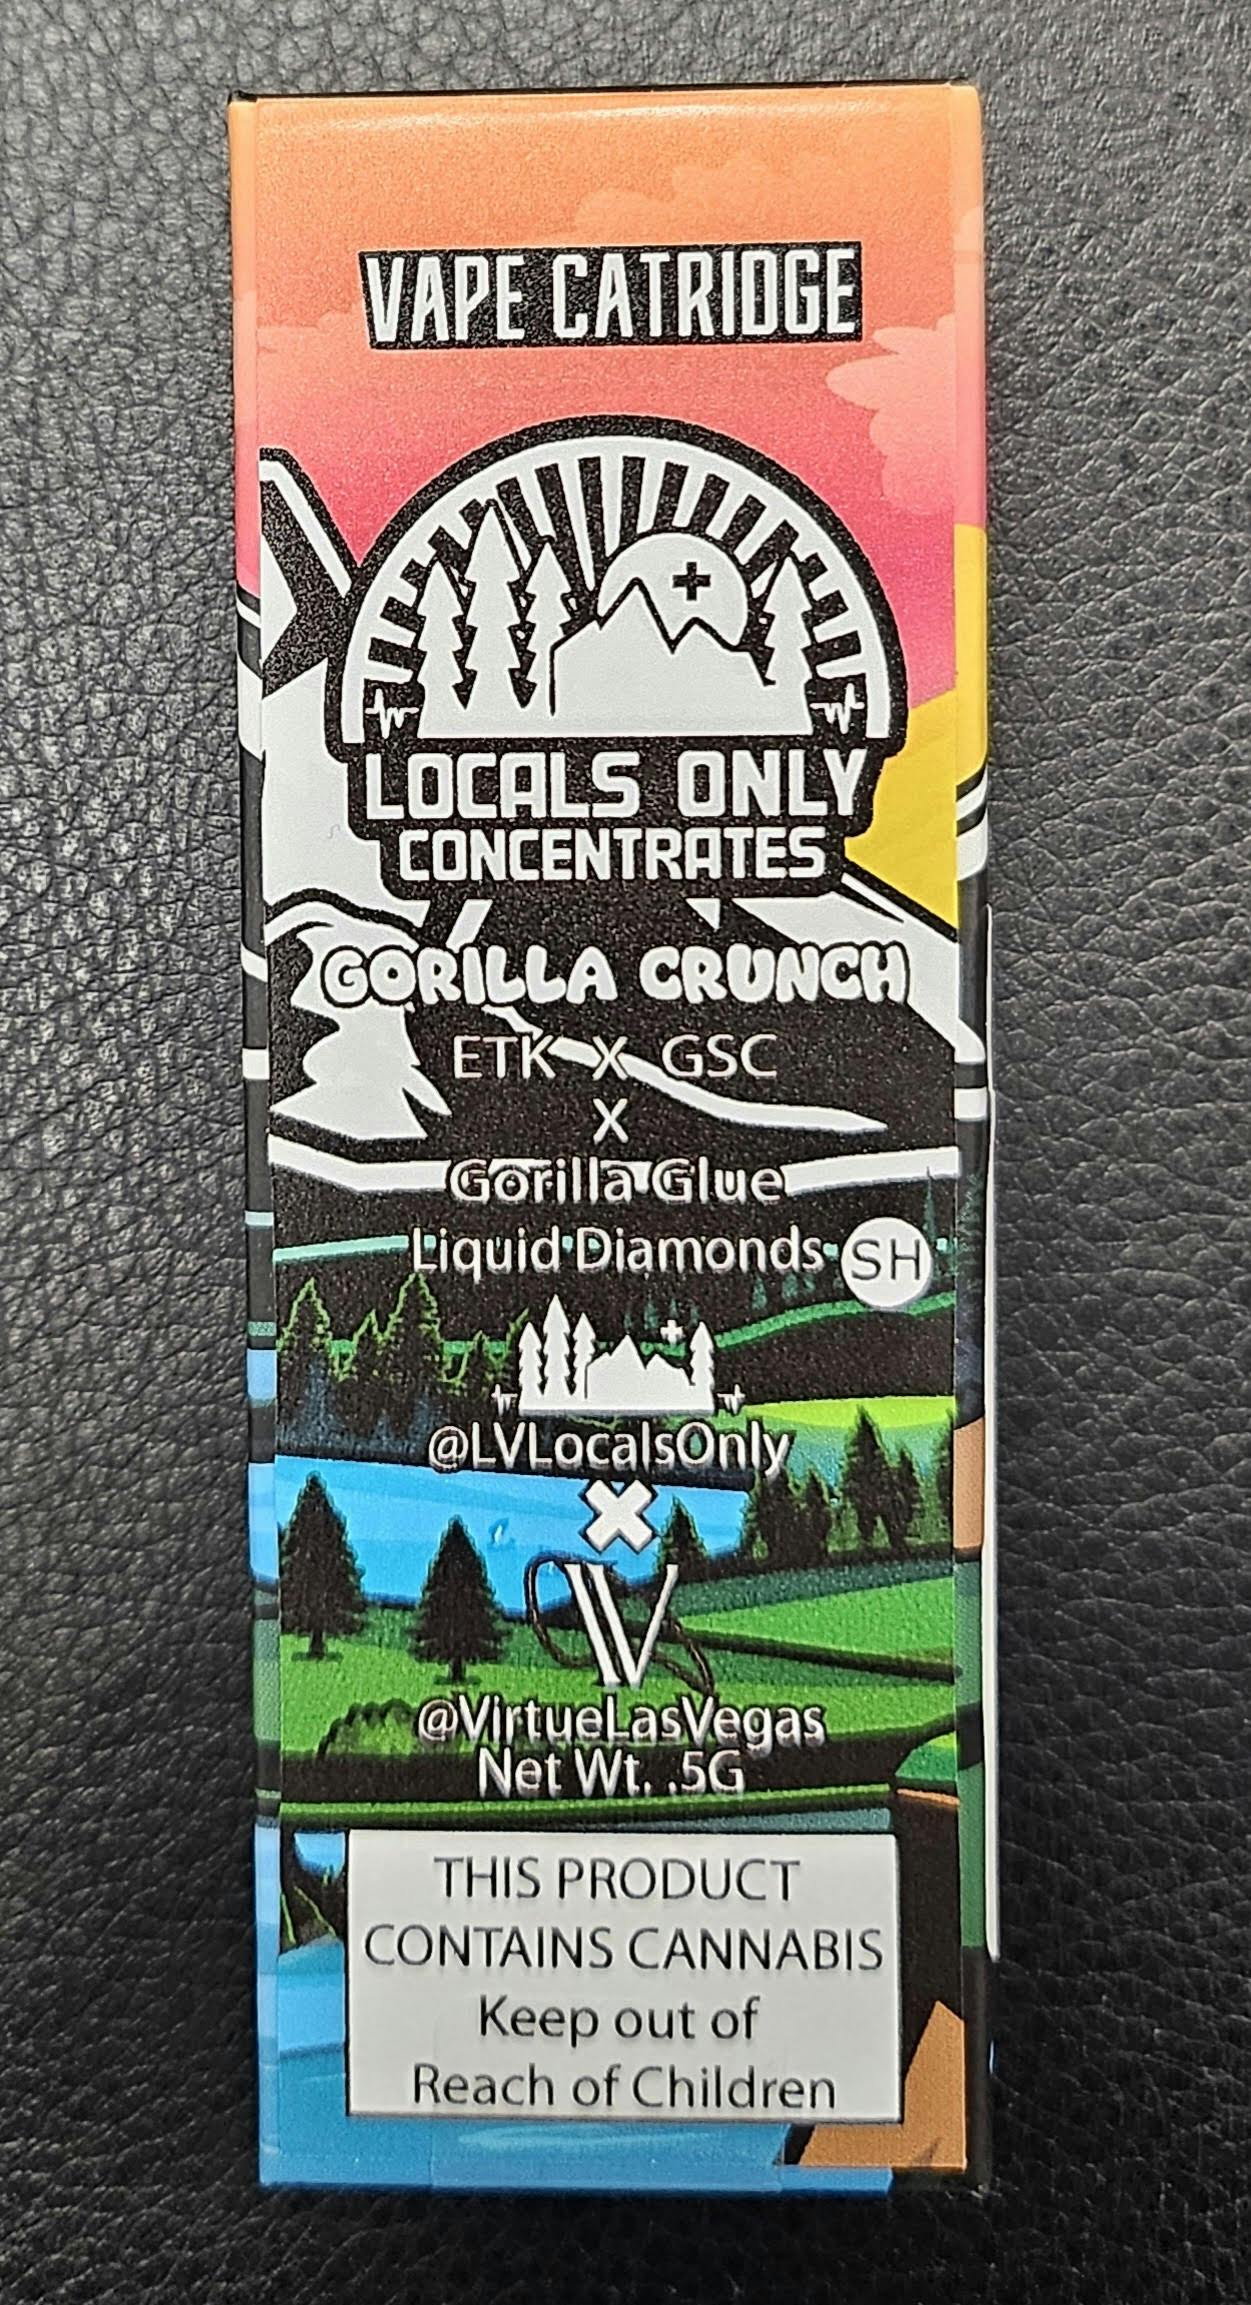 VAPE CATRIDGE
LOCALS ONLY
CONCENTRATES
GORILLA CRUNCH
ETK X GSC
X
Gorilla Glue
Liquid Diamonds SH
@LVLocalsOnly
X
V
@VirtueLasVegas
Net Wt. .5G
THIS PRODUCT
CONTAINS CANNABIS
Keep out of
Reach of Children